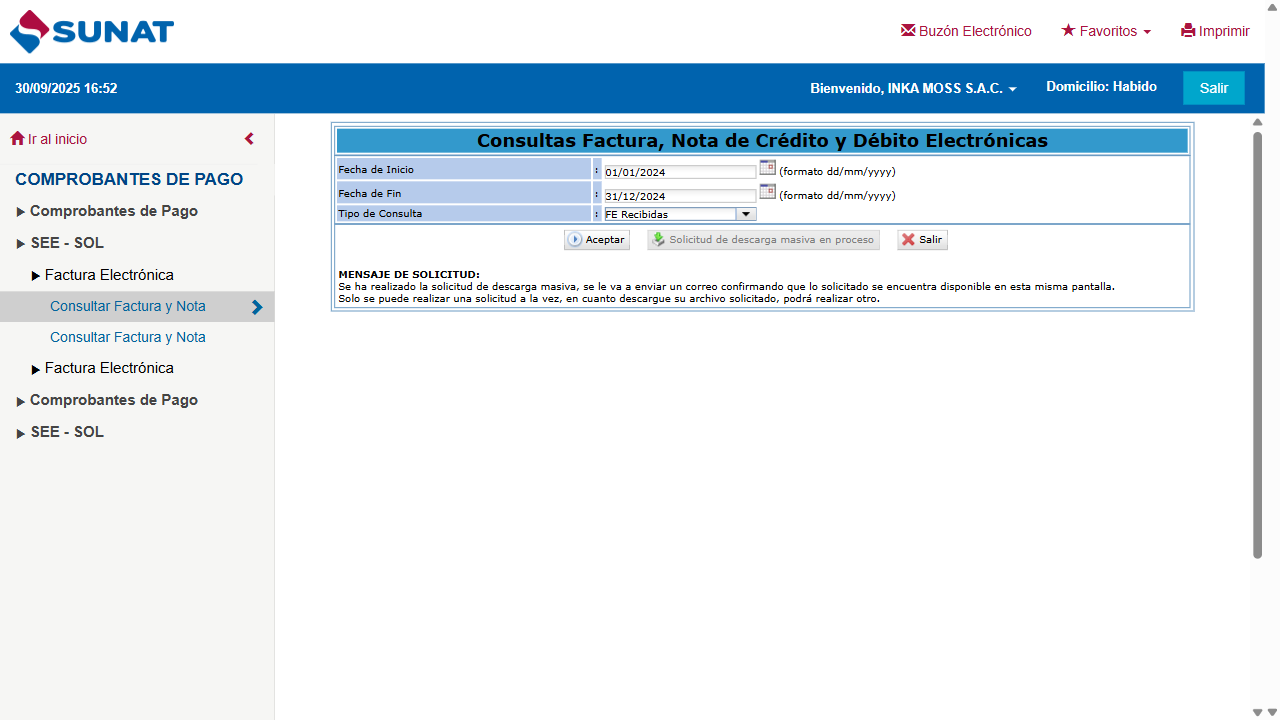 SUNAT
Buzón Electrónico
Favoritos
Imprimir
30/09/2025 16:52
Bienvenido, INKA MOSS S.A.C.
Domicilio: Habido
Salir
Ir al inicio
COMPROBANTES DE PAGO
Comprobantes de Pago
SEE - SOL
Factura Electrónica
Consultar Factura y Nota
Consultar Factura y Nota
Factura Electrónica
Comprobantes de Pago
SEE - SOL
Consultas Factura, Nota de Crédito y Débito Electrónicas
Fecha de Inicio : 01/01/2024 (formato dd/mm/yyyy)
Fecha de Fin : 31/12/2024 (formato dd/mm/yyyy)
Tipo de Consulta : FE Recibidas
Aceptar Solicitud de descarga masiva en proceso Salir
MENSAJE DE SOLICITUD:
Se ha realizado la solicitud de descarga masiva, se le va a enviar un correo confirmando que lo solicitado se encuentra disponible en esta misma pantalla.
Solo se puede realizar una solicitud a la vez, en cuanto descargue su archivo solicitado, podrá realizar otro.